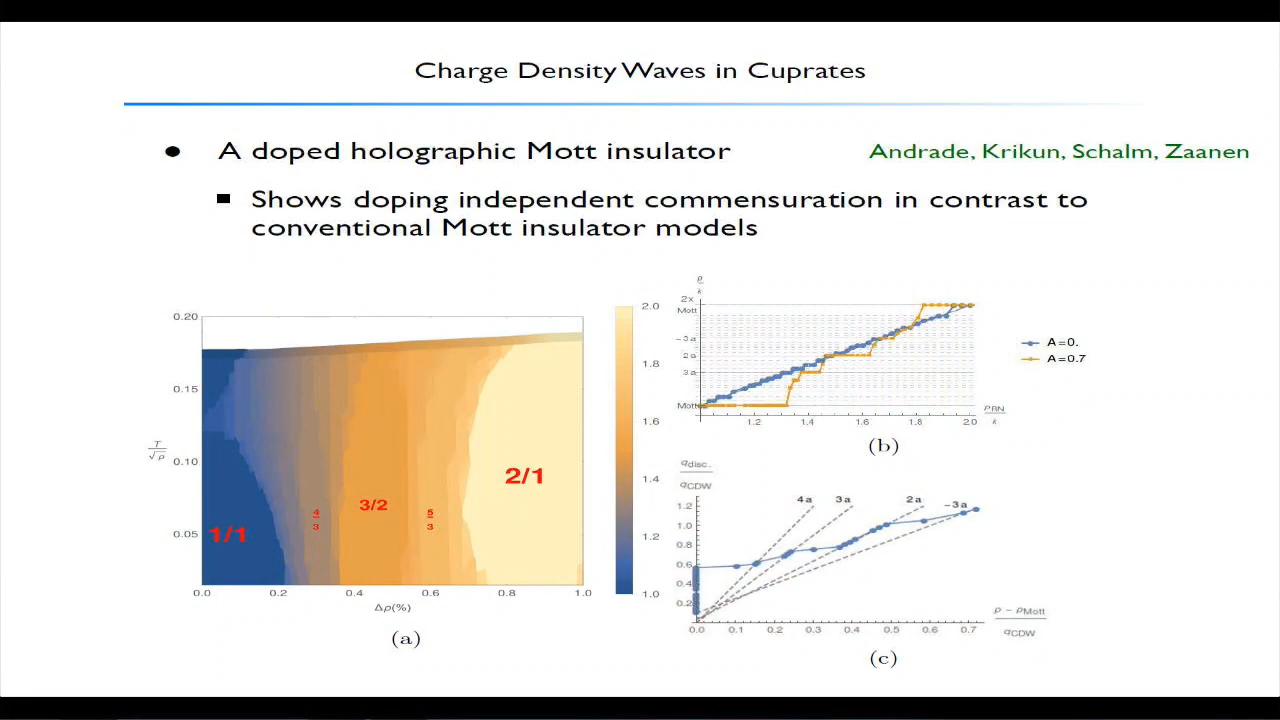 Charge Density Waves in Cuprates
● A doped holographic Mott insulator
Andrade, Krikun, Schalm, Zaanen
■ Shows doping independent commensuration in contrast to
conventional Mott insulator models
0.20
0.15
0.10
0.05
T/√ρ
1/1
4/3
3/2
5/3
2/1
0.0 0.2 0.4 0.6 0.8 1.0
Δρ(%)
(a)
2.0
1.8
1.6
1.4
1.2
1.0
ρ/k
2x
Mott
-3 a
2 a
3 a
Mott
1.2 1.4 1.6 1.8 2.0
ρRN/k
A=0.
A=0.7
(b)
qdisc./qCDW
4a 3a 2a -3a
1.2
1.0
0.8
0.6
0.4
0.2
0.0 0.1 0.2 0.3 0.4 0.5 0.6 0.7
ρ - ρMott/qCDW
(c)